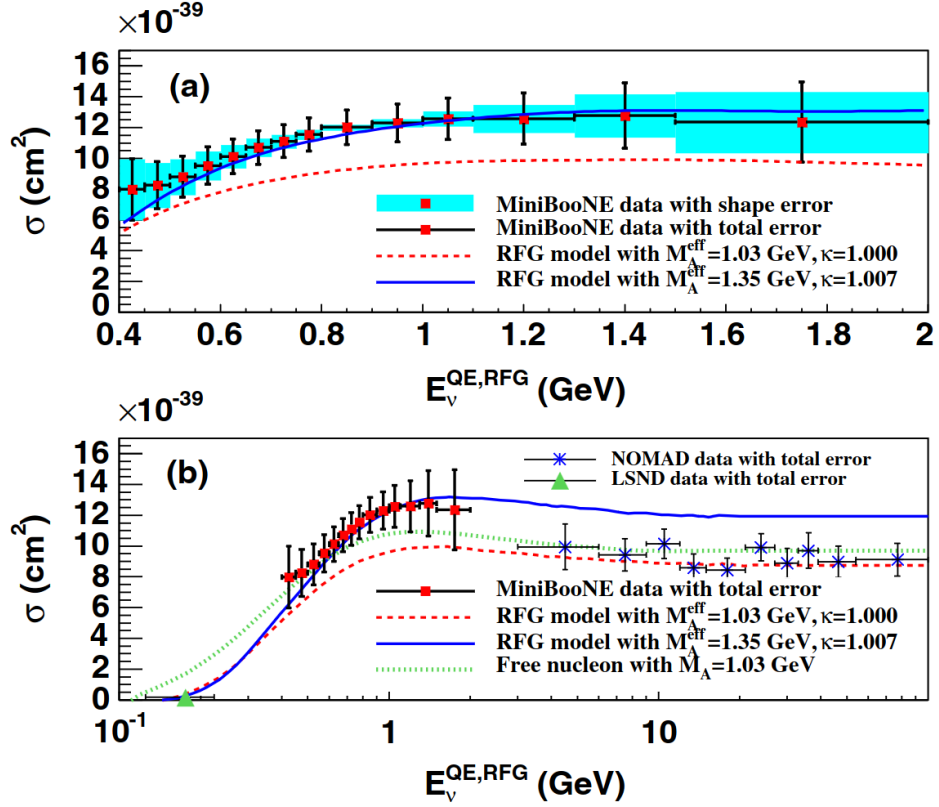 ×10⁻³⁹
σ (cm²)
16
14
12
10
8
6
4
2
0
(a)
MiniBooNE data with shape error
MiniBooNE data with total error
RFG model with M_A^eff=1.03 GeV, κ=1.000
RFG model with M_A^eff=1.35 GeV, κ=1.007
0.4 0.6 0.8 1 1.2 1.4 1.6 1.8 2
E_ν^QE,RFG (GeV)
×10⁻³⁹
σ (cm²)
16
14
12
10
8
6
4
2
0
(b)
NOMAD data with total error
LSND data with total error
MiniBooNE data with total error
RFG model with M_A^eff=1.03 GeV, κ=1.000
RFG model with M_A^eff=1.35 GeV, κ=1.007
Free nucleon with M_A=1.03 GeV
10⁻¹ 1 10
E_ν^QE,RFG (GeV)